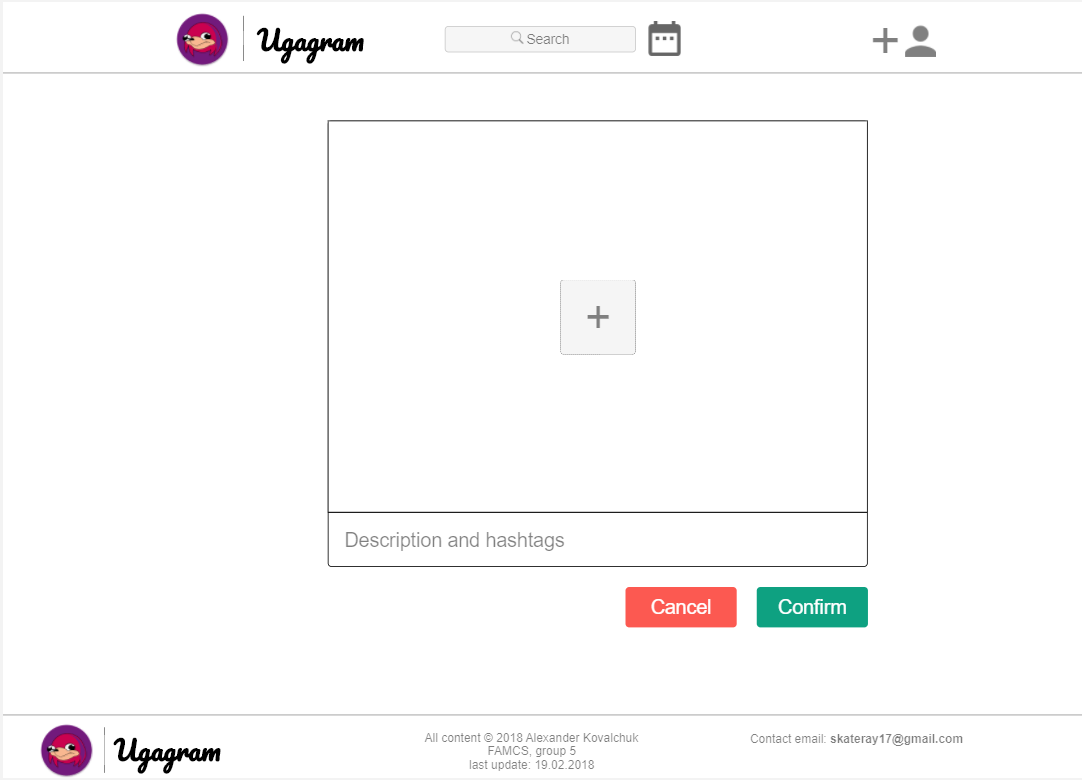 Ugagram
Search
Description and hashtags
Cancel
Confirm
Ugagram
All content © 2018 Alexander Kovalchuk
FAMCS, group 5
last update: 19.02.2018
Contact email: skateray17@gmail.com